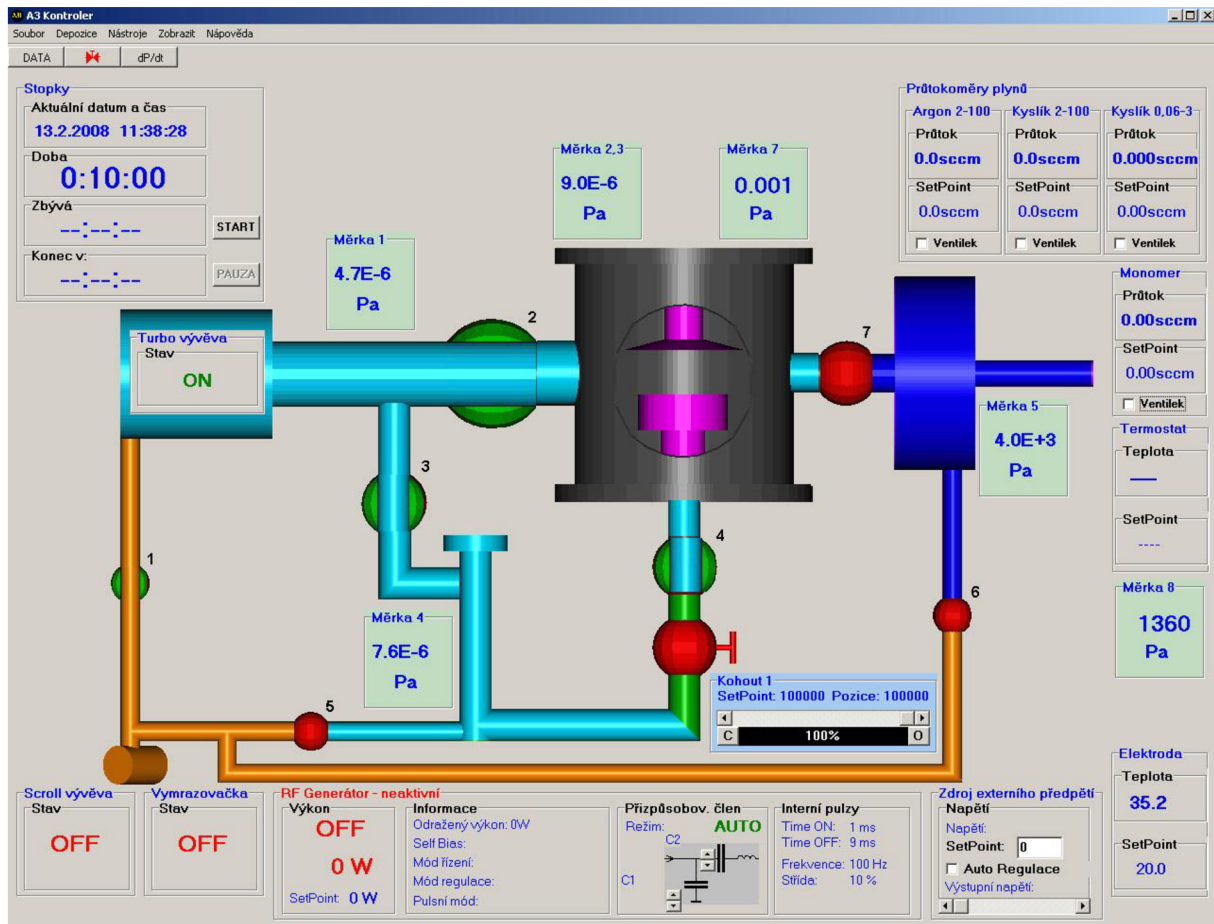 A3 Kontroler
Soubor Depozice Nástroje Zobrazit Nápověda
DATA dP/dt
Stopky
Aktuální datum a čas
13.2.2008 11:38:28
Doba
0:10:00
Zbývá
--:--:--
START
Konec v:
--:--:--
PAUZA
Měrka 1
4.7E-6
Pa
Měrka 2,3
9.0E-6
Pa
Měrka 7
0.001
Pa
Průtokoměry plynů
Argon 2-100 Kyslík 2-100 Kyslík 0,06-3
Průtok Průtok Průtok
0.0sccm 0.0sccm 0.000sccm
SetPoint SetPoint SetPoint
0.0sccm 0.0sccm 0.00sccm
Ventilek Ventilek Ventilek
Monomer
Průtok
0.00sccm
SetPoint
0.00sccm
Ventilek
Turbo vývěva
Stav
ON
2
7
3
4
1
6
5
Měrka 5
4.0E+3
Pa
Termostat
Teplota
---
SetPoint
----
Měrka 4
7.6E-6
Pa
Měrka 8
1360
Pa
Kohout 1
SetPoint: 100000 Pozice: 100000
C 100% O
Scroll vývěva
Stav
OFF
Vymrazovačka
Stav
OFF
RF Generátor - neaktivní
Výkon
OFF
0 W
SetPoint: 0 W
Informace
Odražený výkon: 0W
Self Bias:
Mód řízení:
Mód regulace:
Pulsní mód:
Přizpůsobov. člen
Režim: AUTO
C2
C1
Interní pulzy
Time ON: 1 ms
Time OFF: 9 ms
Frekvence: 100 Hz
Střída: 10 %
Zdroj externího předpětí
Napětí
Napětí:
SetPoint: 0
Auto Regulace
Výstupní napětí:
Elektroda
Teplota
35.2
SetPoint
20.0